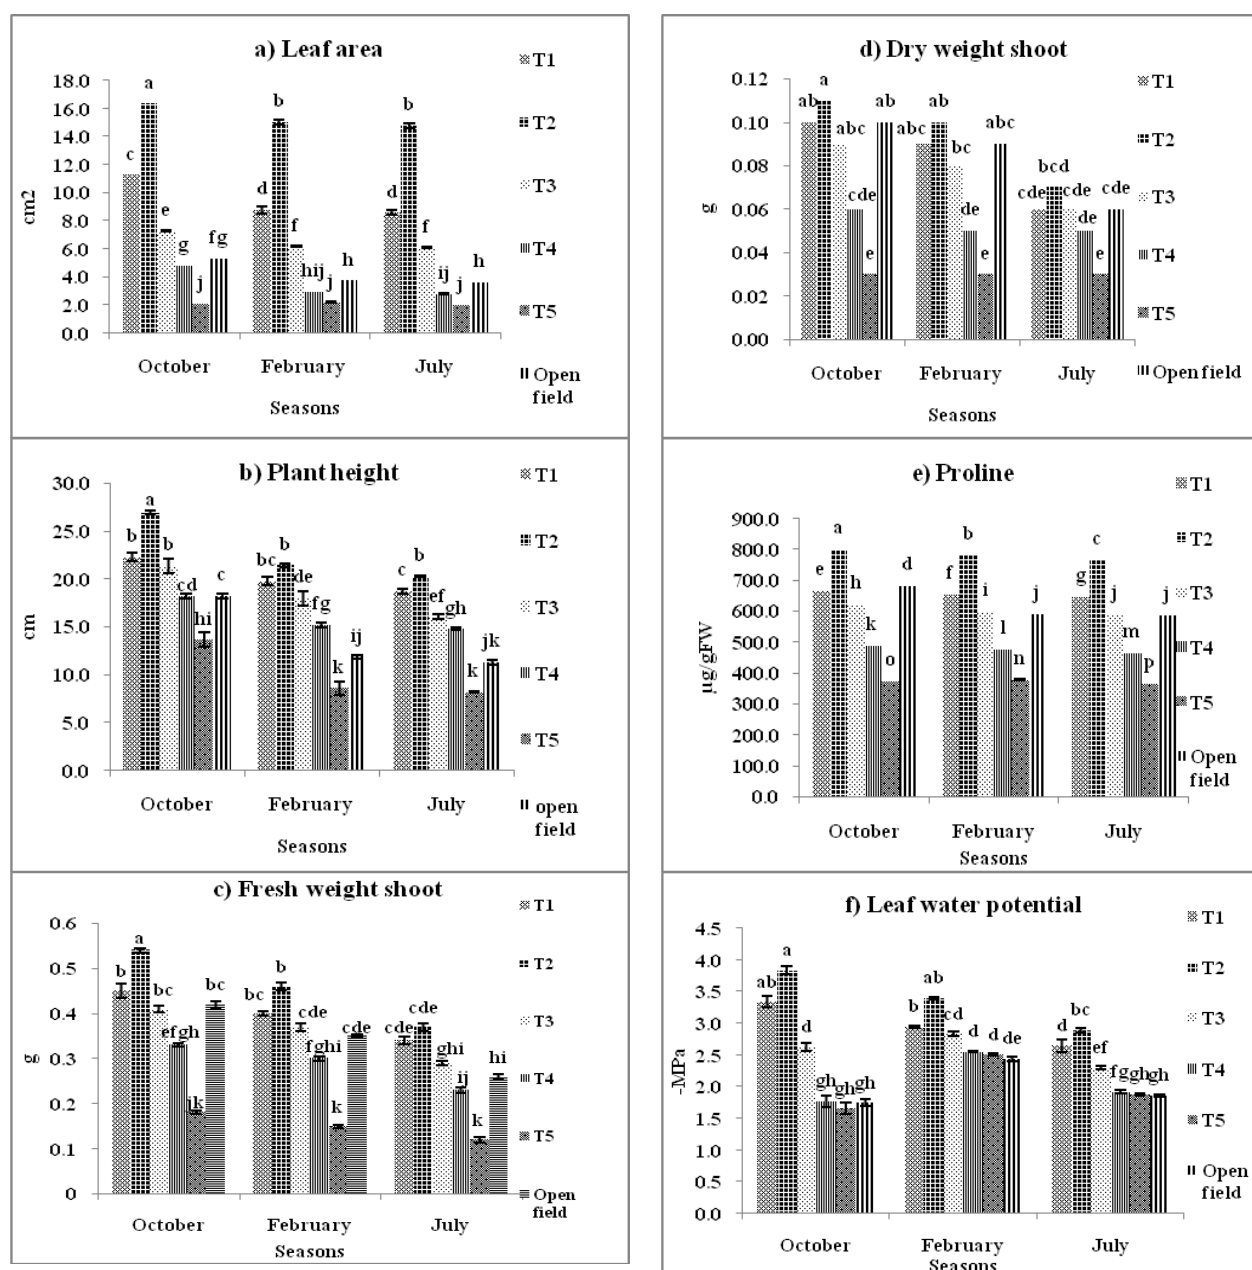 a) Leaf area
18.0
16.0
14.0
12.0
10.0
8.0
6.0
4.0
2.0
0.0
cm2
c a e g j fg
d b f hij j h
d b f ij j h
October February July
Seasons
T1
T2
T3
T4
T5
Open
field
b) Plant height
30.0
25.0
20.0
15.0
10.0
5.0
0.0
cm
b a b cd hi c
bc b de fg k ij
c b ef gh k jk
October February July
Seasons
T1
T2
T3
T4
T5
open
field
c) Fresh weight shoot
0.6
0.5
0.4
0.3
0.2
0.1
0
g
b a bc efgh jk bc
bc b cde fghi k cde
cde cde ghi ij k hi
October February July
Seasons
T1
T2
T3
T4
T5
Open
field
d) Dry weight shoot
0.12
0.10
0.08
0.06
0.04
0.02
0.00
g
ab a abc cde e ab
abc ab bc de e abc
cde bcd cde de e cde
October February July
Seasons
T1
T2
T3
T4
T5
Open field
e) Proline
900.0
800.0
700.0
600.0
500.0
400.0
300.0
200.0
100.0
0.0
µg/gFW
e a h k o d
f b i l n j
g c j m p j
October February July
Seasons
T1
T2
T3
T4
T5
Open
field
f) Leaf water potential
4.5
4.0
3.5
3.0
2.5
2.0
1.5
1.0
0.5
0.0
-MPa
ab a d gh gh gh
b ab cd d d de
d bc ef fg gh gh
October February July
Seasons
T1
T2
T3
T4
T5
Open
field